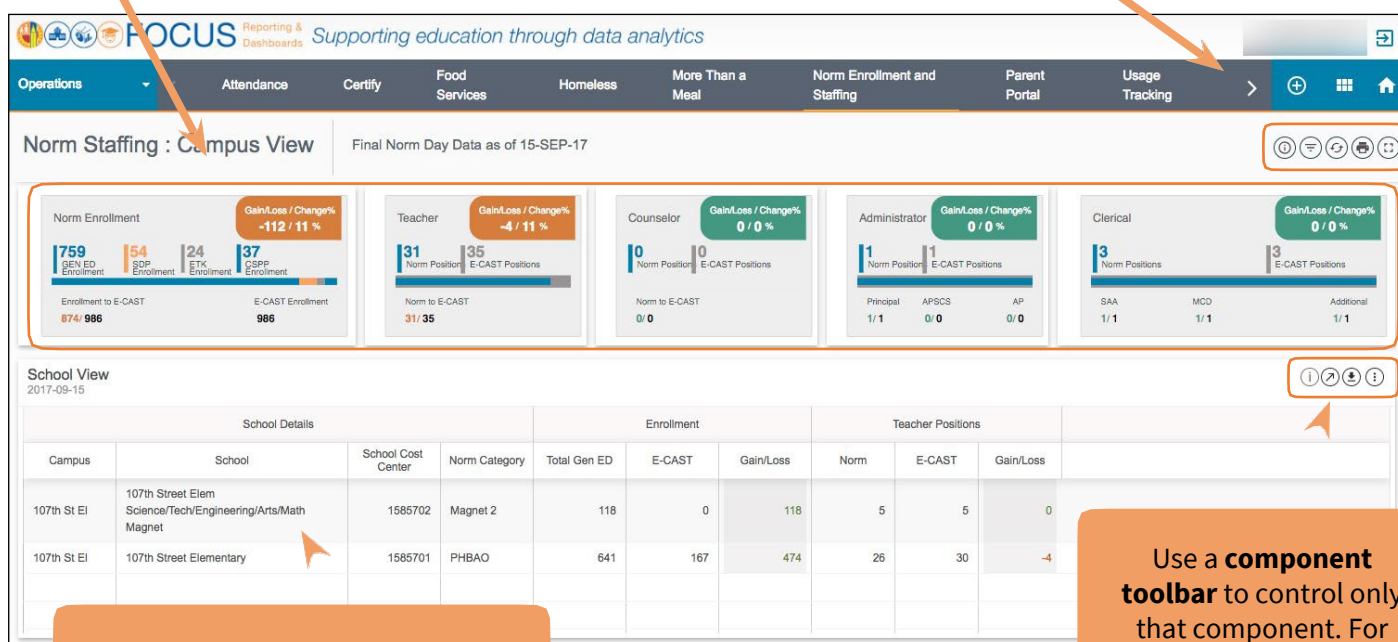 FOCUS Reporting & Dashboards Supporting education through data analytics
Operations Attendance Certify Food Services Homeless More Than a Meal Norm Enrollment and Staffing Parent Portal Usage Tracking
Norm Staffing : Campus View Final Norm Day Data as of 15-SEP-17
Norm Enrollment
Gain/Loss / Change%
-112 / 11 %
759 54 24 37
GEN ED Enrollment SDP Enrollment ETK Enrollment CSPP Enrollment
Enrollment to E-CAST E-CAST Enrollment
874/ 986 986
Teacher
Gain/Loss / Change%
-4 / 11 %
31 35
Norm Position E-CAST Positions
Norm to E-CAST
31/ 35
Counselor
Gain/Loss / Change%
0 / 0 %
0 0
Norm Position E-CAST Positions
Norm to E-CAST
0/ 0
Administrator
Gain/Loss / Change%
0 / 0 %
1 1
Norm Position E-CAST Positions
Principal APSCS AP
1/ 1 0/ 0 0/ 0
Clerical
Gain/Loss / Change%
0 / 0 %
3 3
Norm Positions E-CAST Positions
SAA MCD Additional
1/ 1 1/ 1 1/ 1
School View
2017-09-15
School Details Enrollment Teacher Positions
Campus School School Cost Center Norm Category Total Gen ED E-CAST Gain/Loss Norm E-CAST Gain/Loss
107th St El 107th Street Elem Science/Tech/Engineering/Arts/Math Magnet 1585702 Magnet 2 118 0 118 5 5 0
107th St El 107th Street Elementary 1585701 PHBAO 641 167 474 26 30 -4
Use a component
toolbar to control only
that component. For